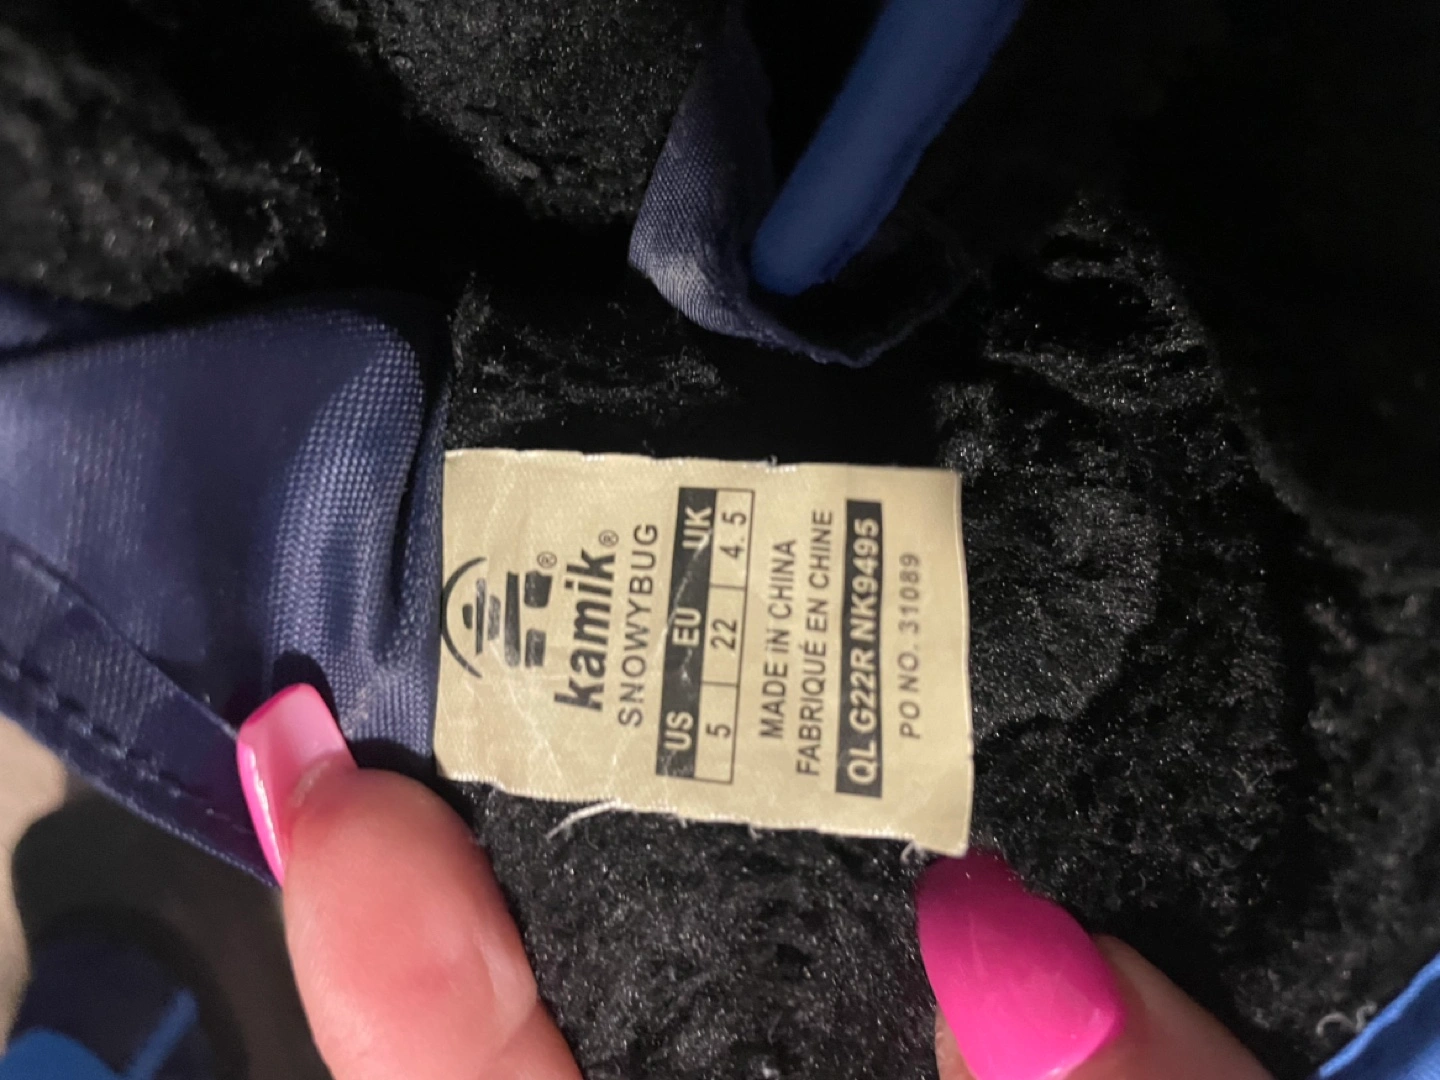 kamik®
SNOWYBUG
US EU UK
5 22 4.5
MADE IN CHINA
FABRIQUÉ EN CHINE
QL G22R NK9495
PO NO. 31089